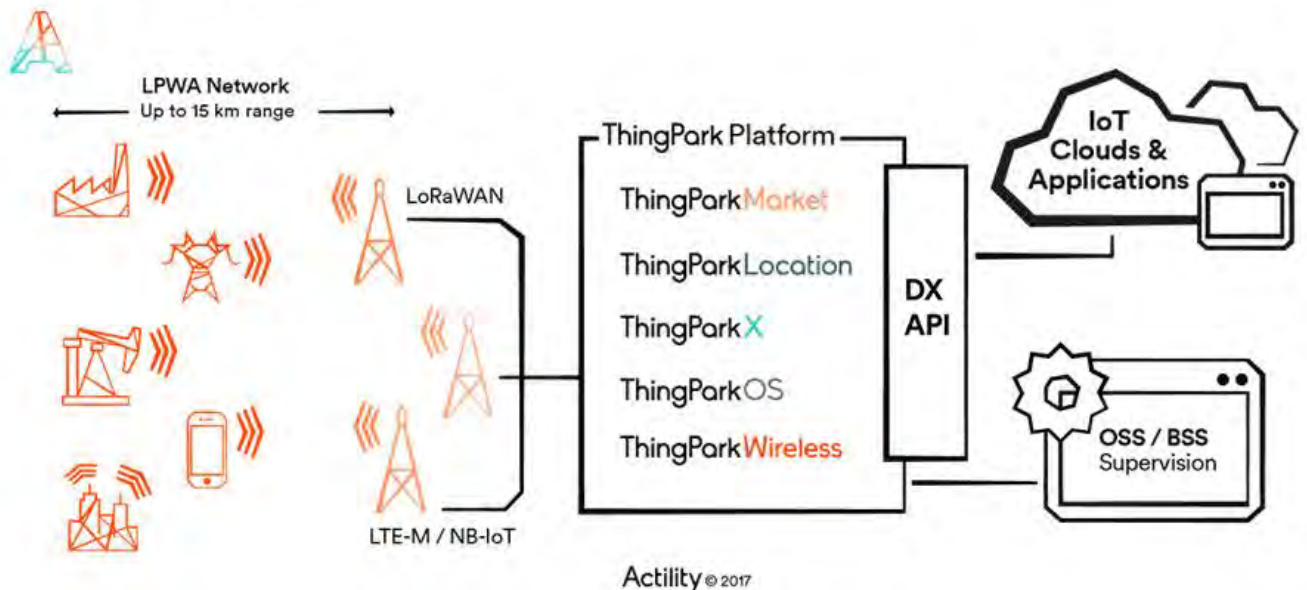 LPWA Network
Up to 15 km range
LoRaWAN
LTE-M / NB-IoT
ThingPark Platform
ThingParkMarket
ThingParkLocation
ThingParkX
ThingParkOS
ThingParkWireless
DX
API
IoT
Clouds &
Applications
OSS / BSS
Supervision
Actility © 2017